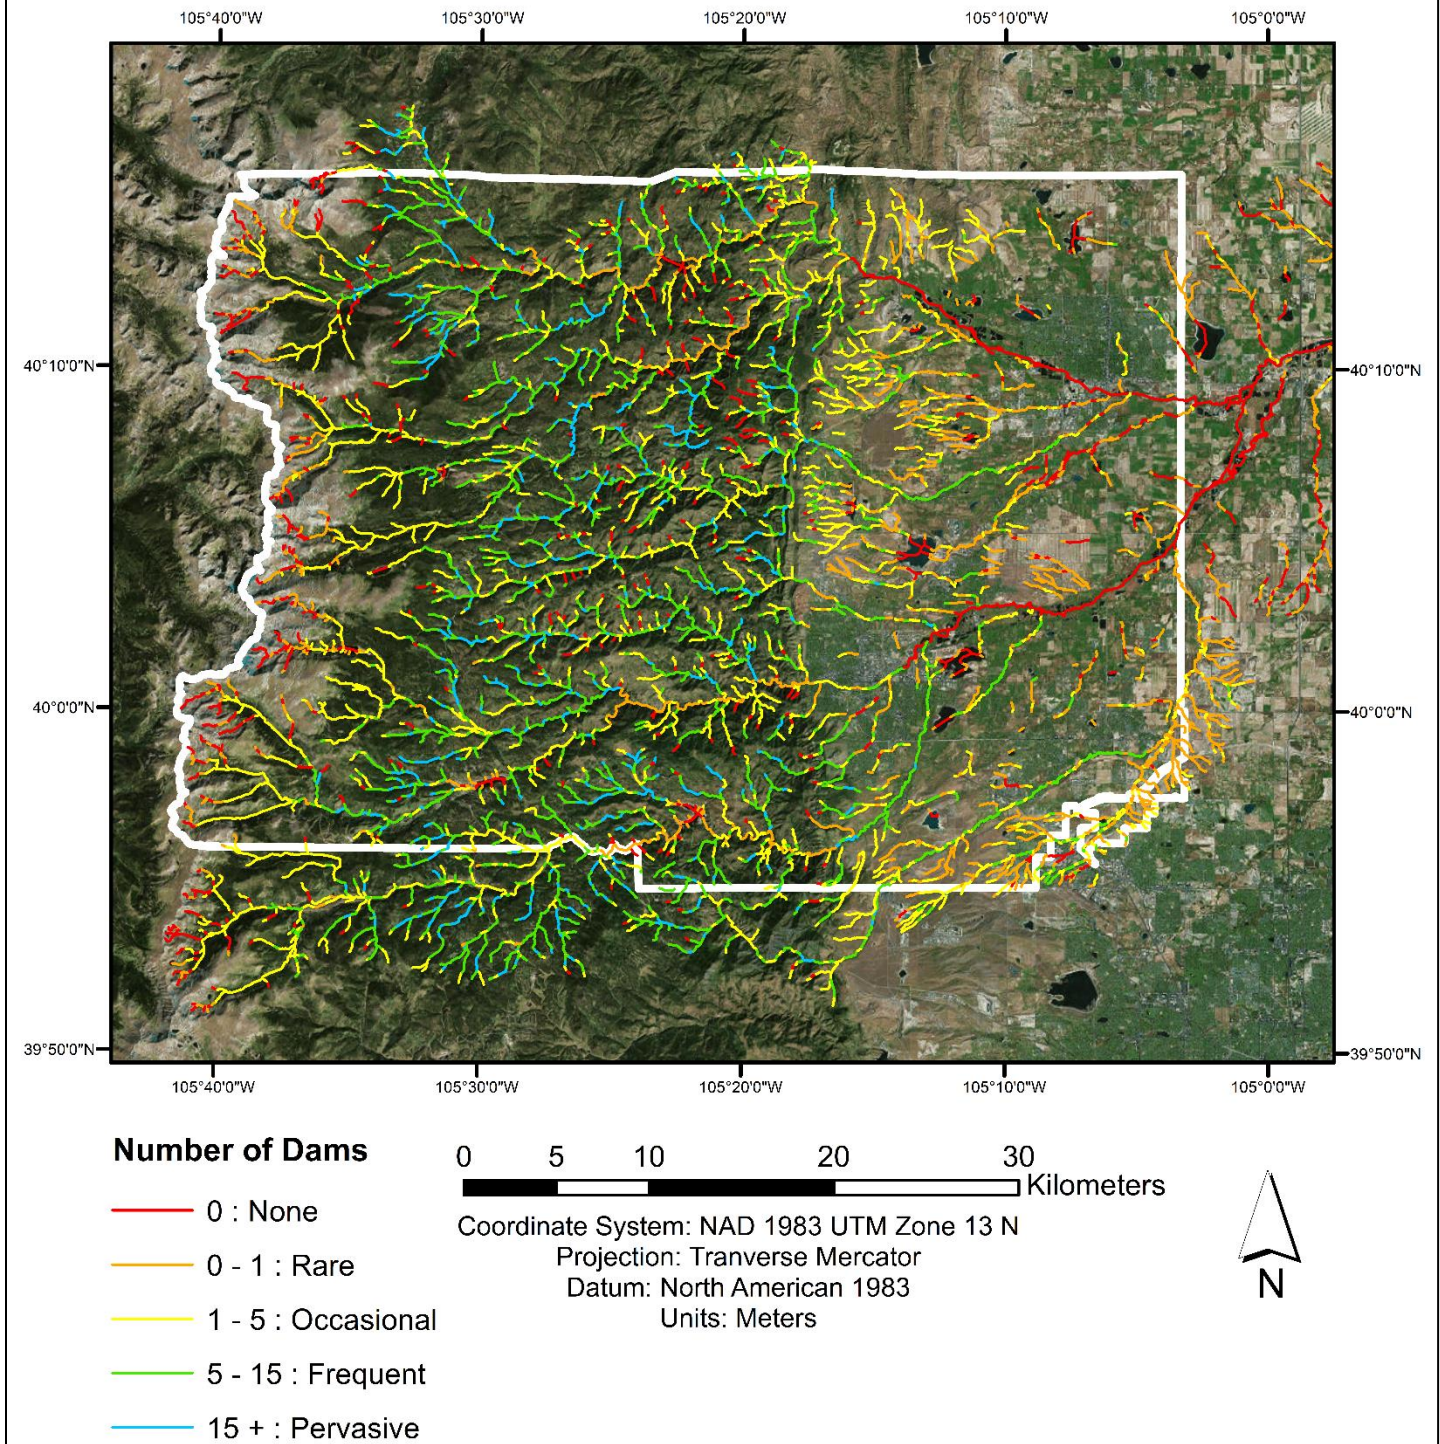 105°40'0"W 105°30'0"W 105°20'0"W 105°10'0"W 105°0'0"W
40°10'0"N 40°10'0"N
40°0'0"N 40°0'0"N
39°50'0"N 39°50'0"N
105°40'0"W 105°30'0"W 105°20'0"W 105°10'0"W 105°0'0"W
Number of Dams
0 : None
0 - 1 : Rare
1 - 5 : Occasional
5 - 15 : Frequent
15 + : Pervasive
0 5 10 20 30
Kilometers
Coordinate System: NAD 1983 UTM Zone 13 N
Projection: Tranverse Mercator
Datum: North American 1983
Units: Meters
N